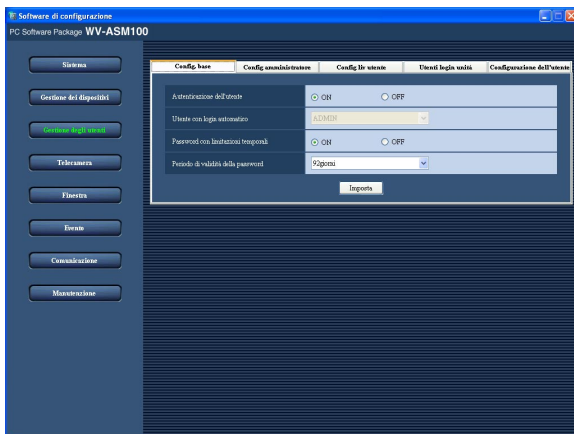 Software di configurazione
PC Software Package WV-ASM100
Sistema
Gestione dei dispositivi
Gestione degli utenti
Telecamera
Finestra
Evento
Comunicazione
Manutenzione
Config. base
Config amministratore
Config liv utente
Utenti login unità
Configurazione dell'utente
Autenticazione dell'utente
ON
OFF
Utente con login automatico
ADMIN
Password con limitazioni temporali
ON
OFF
Periodo di validità della password
92giorni
Imposta